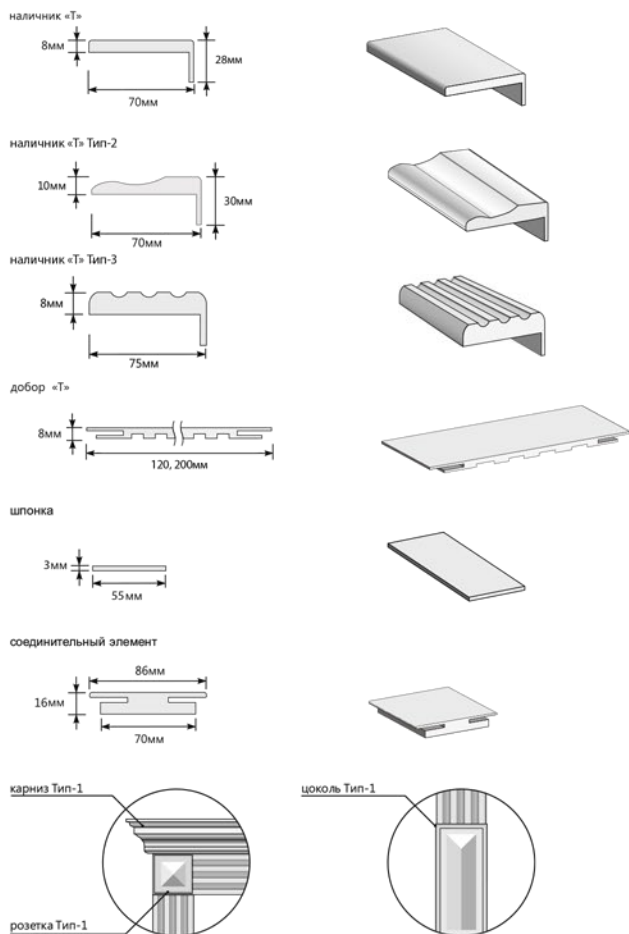 наличник «Т»
8мм
28мм
70мм
наличник «Т» Тип-2
10мм
30мм
70мм
наличник «Т» Тип-3
8мм
75мм
добор «Т»
8мм
120, 200мм
шпонка
3мм
55мм
соединительный элемент
86мм
16мм
70мм
карниз Тип-1
цоколь Тип-1
розетка Тип-1